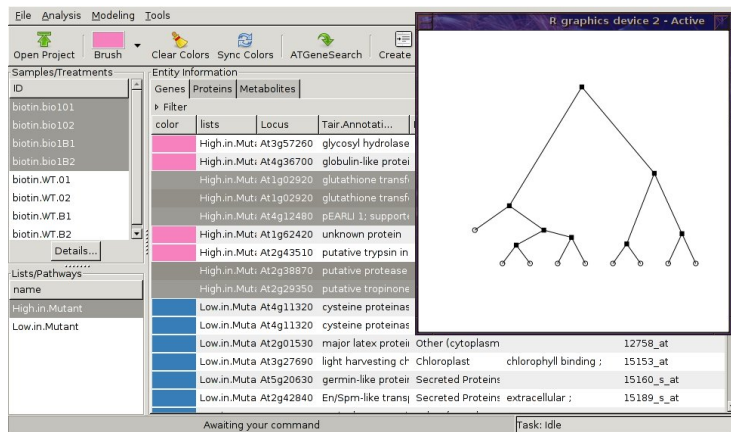 File Analysis Modeling Tools
R graphics device 2 - Active
Open Project Brush Clear Colors Sync Colors ATGeneSearch Create
Samples/Treatments
ID
biotin.bio101
biotin.bio102
biotin.bio1B1
biotin.bio1B2
biotin.WT.01
biotin.WT.02
biotin.WT.B1
biotin.WT.B2
Details...
Lists/Pathways
name
High.in.Mutant
Low.in.Mutant
Entity Information
Genes Proteins Metabolites
Filter
color lists Locus Tair.Annotati...
High.in.Muta At3g57260 glycosyl hydrolase
High.in.Muta At4g36700 globulin-like protei
High.in.Muta At1g02920 glutathione transf
High.in.Muta At1g02920 glutathione transf
High.in.Muta At4g12480 pEARLI 1; support
High.in.Muta At1g62420 unknown protein
High.in.Muta At2g43510 putative trypsin in
High.in.Muta At2g38870 putative protease
High.in.Muta At2g29350 putative tropinone
Low.in.Muta At4g11320 cysteine proteinas
Low.in.Muta At4g11320 cysteine proteinas
Low.in.Muta At2g01530 major latex protei Other (cytoplasm 12758_at
Low.in.Muta At3g27690 light harvesting ch Chloroplast chlorophyll binding ; 15153_at
Low.in.Muta At5g20630 germin-like protei Secreted Proteins 15160_s_at
Low.in.Muta At2g42840 En/Spm-like trans Secreted Proteins extracellular ; 15189_s_at
Awaiting your command Task: Idle